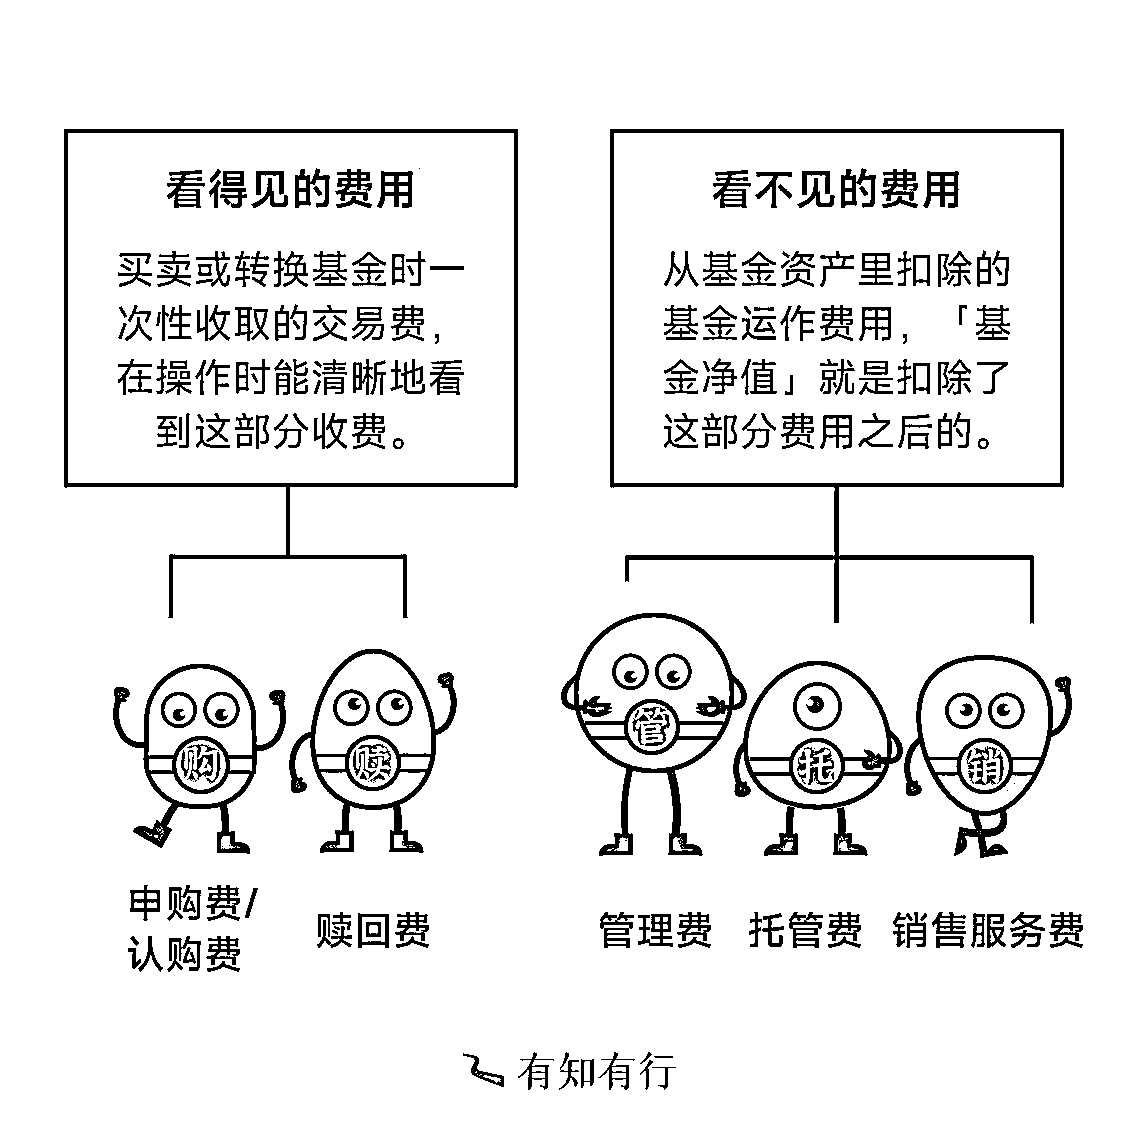 看得见的费用
买卖或转换基金时一
次性收取的交易费，
在操作时能清晰地看
到这部分收费。
看不见的费用
从基金资产里扣除的
基金运作费用，「基
金净值」就是扣除了
这部分费用之后的。
购
赎
管
托
销
申购费/
认购费
赎回费
管理费
托管费
销售服务费
有知有行